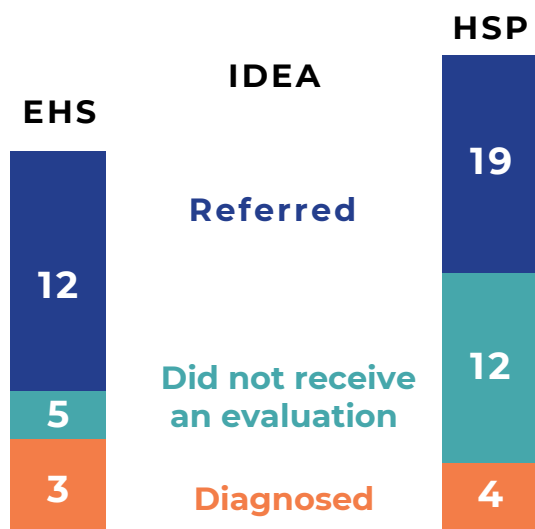 HSP
IDEA
EHS
19
Referred
12
12
Did not receive
an evaluation
5
3
Diagnosed
4